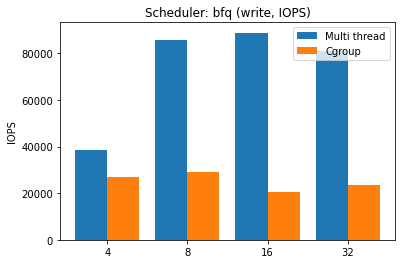 Scheduler: bfq (write, IOPS)
Multi thread
Cgroup
IOPS
80000
60000
40000
20000
0
4 8 16 32